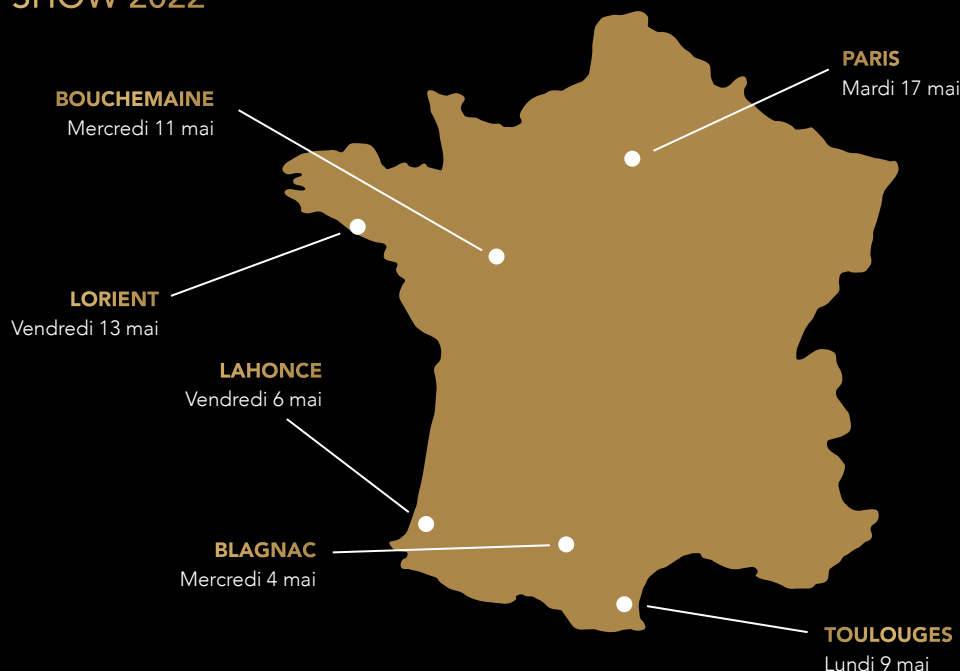 SHOW 2022
PARIS
Mardi 17 mai
BOUCHEMAINE
Mercredi 11 mai
LORIENT
Vendredi 13 mai
LAHONCE
Vendredi 6 mai
BLAGNAC
Mercredi 4 mai
TOULOUGES
Lundi 9 mai